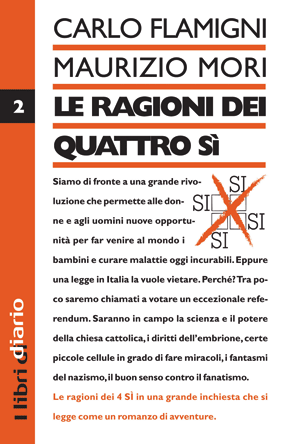 CARLO FLAMIGNI
MAURIZIO MORI
2
LE RAGIONI DEI
QUATTRO SÌ
Siamo di fronte a una grande rivo-
luzione che permette alle don-
ne e agli uomini nuove opportu-
nità per far venire al mondo i
bambini e curare malattie oggi incurabili. Eppure
una legge in Italia la vuole vietare. Perché? Tra po-
co saremo chiamati a votare un eccezionale refe-
rendum. Saranno in campo la scienza e il potere
della chiesa cattolica, i diritti dell'embrione, certe
piccole cellule in grado di fare miracoli, i fantasmi
del nazismo, il buon senso contro il fanatismo.
Le ragioni dei 4 SÌ in una grande inchiesta che si
legge come un romanzo di avventure.
SI
SI
SI
SI
I libri di
diario